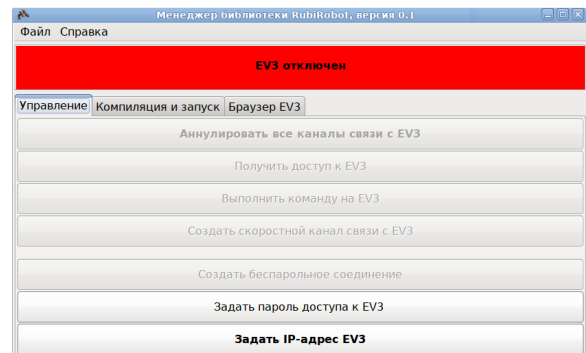 Менеджер библиотеки RubiRobot, версия 0.1
Файл Справка
EV3 отключен
Управление Компиляция и запуск Браузер EV3
Аннулировать все каналы связи с EV3
Получить доступ к EV3
Выполнить команду на EV3
Создать скоростной канал связи с EV3
Создать беспарольное соединение
Задать пароль доступа к EV3
Задать IP-адрес EV3